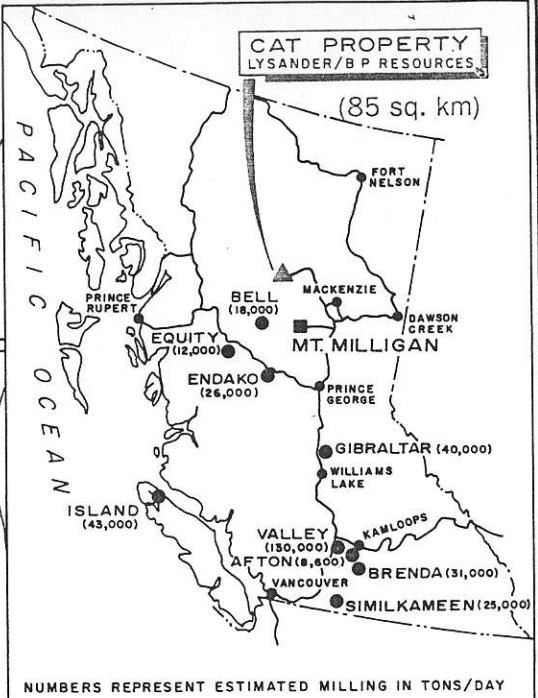 CAT PROPERTY
LYSANDER/B P RESOURCES
(85 sq. km)
PACIFIC OCEAN
FORT
NELSON
MACKENZIE
DAWSON
CREEK
PRINCE
RUPERT
BELL
(18,000)
MT. MILLIGAN
EQUITY
(12,000)
ENDAKO
(26,000)
PRINCE
GEORGE
GIBRALTAR (40,000)
WILLIAMS
LAKE
ISLAND
(43,000)
VALLEY
(130,000)
KAMLOOPS
AFTON
(8,600)
BRENDA (31,000)
VANCOUVER
SIMILKAMEEN (25,000)
NUMBERS REPRESENT ESTIMATED MILLING IN TONS/DAY